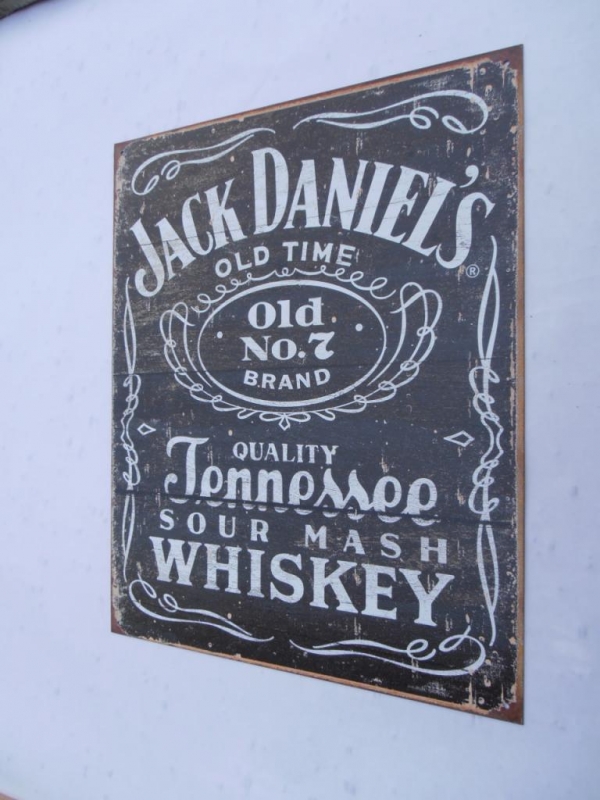 JACK DANIEL'S
®
OLD TIME
Old
No.7
BRAND
QUALITY
Tennessee
SOUR MASH
WHISKEY